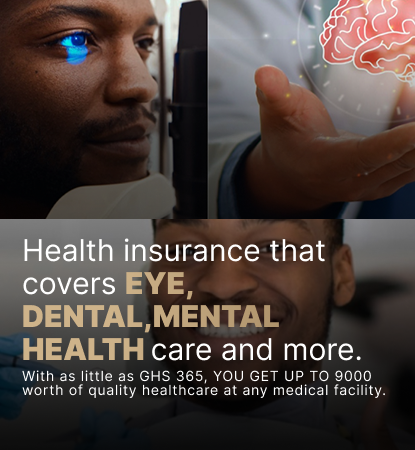 Health insurance that
covers EYE,
DENTAL,MENTAL
HEALTH care and more.
With as little as GHS 365, YOU GET UP TO 9000
worth of quality healthcare at any medical facility.